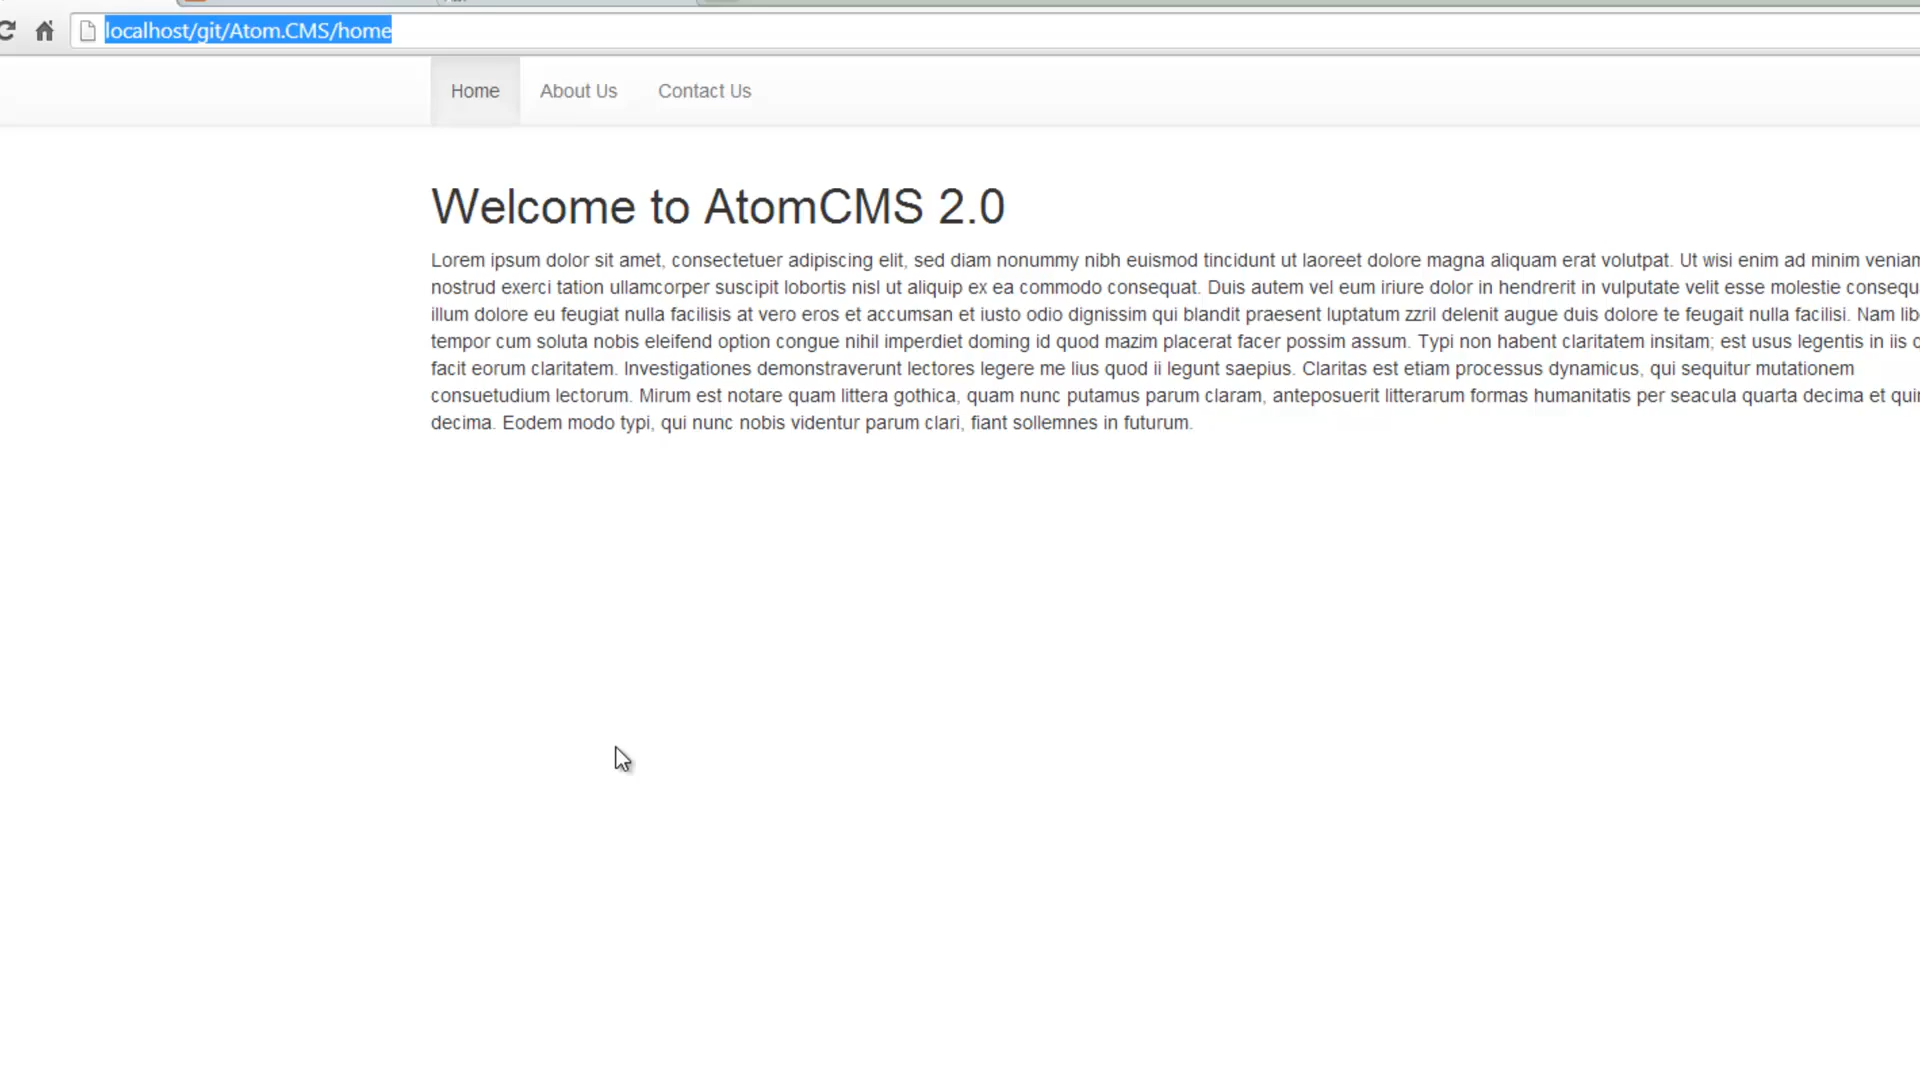 localhost/git/Atom.CMS/home
Home About Us Contact Us
Welcome to AtomCMS 2.0
Lorem ipsum dolor sit amet, consectetuer adipiscing elit, sed diam nonummy nibh euismod tincidunt ut laoreet dolore magna aliquam erat volutpat. Ut wisi enim ad minim veniam
nostrud exerci tation ullamcorper suscipit lobortis nisl ut aliquip ex ea commodo consequat. Duis autem vel eum iriure dolor in hendrerit in vulputate velit esse molestie consequ
illum dolore eu feugiat nulla facilisis at vero eros et accumsan et iusto odio dignissim qui blandit praesent luptatum zzril delenit augue duis dolore te feugait nulla facilisi. Nam lib
tempor cum soluta nobis eleifend option congue nihil imperdiet doming id quod mazim placerat facer possim assum. Typi non habent claritatem insitam; est usus legentis in iis
facit eorum claritatem. Investigationes demonstraverunt lectores legere me lius quod ii legunt saepius. Claritas est etiam processus dynamicus, qui sequitur mutationem
consuetudium lectorum. Mirum est notare quam littera gothica, quam nunc putamus parum claram, anteposuerit litterarum formas humanitatis per seacula quarta decima et qui
decima. Eodem modo typi, qui nunc nobis videntur parum clari, fiant sollemnes in futurum.